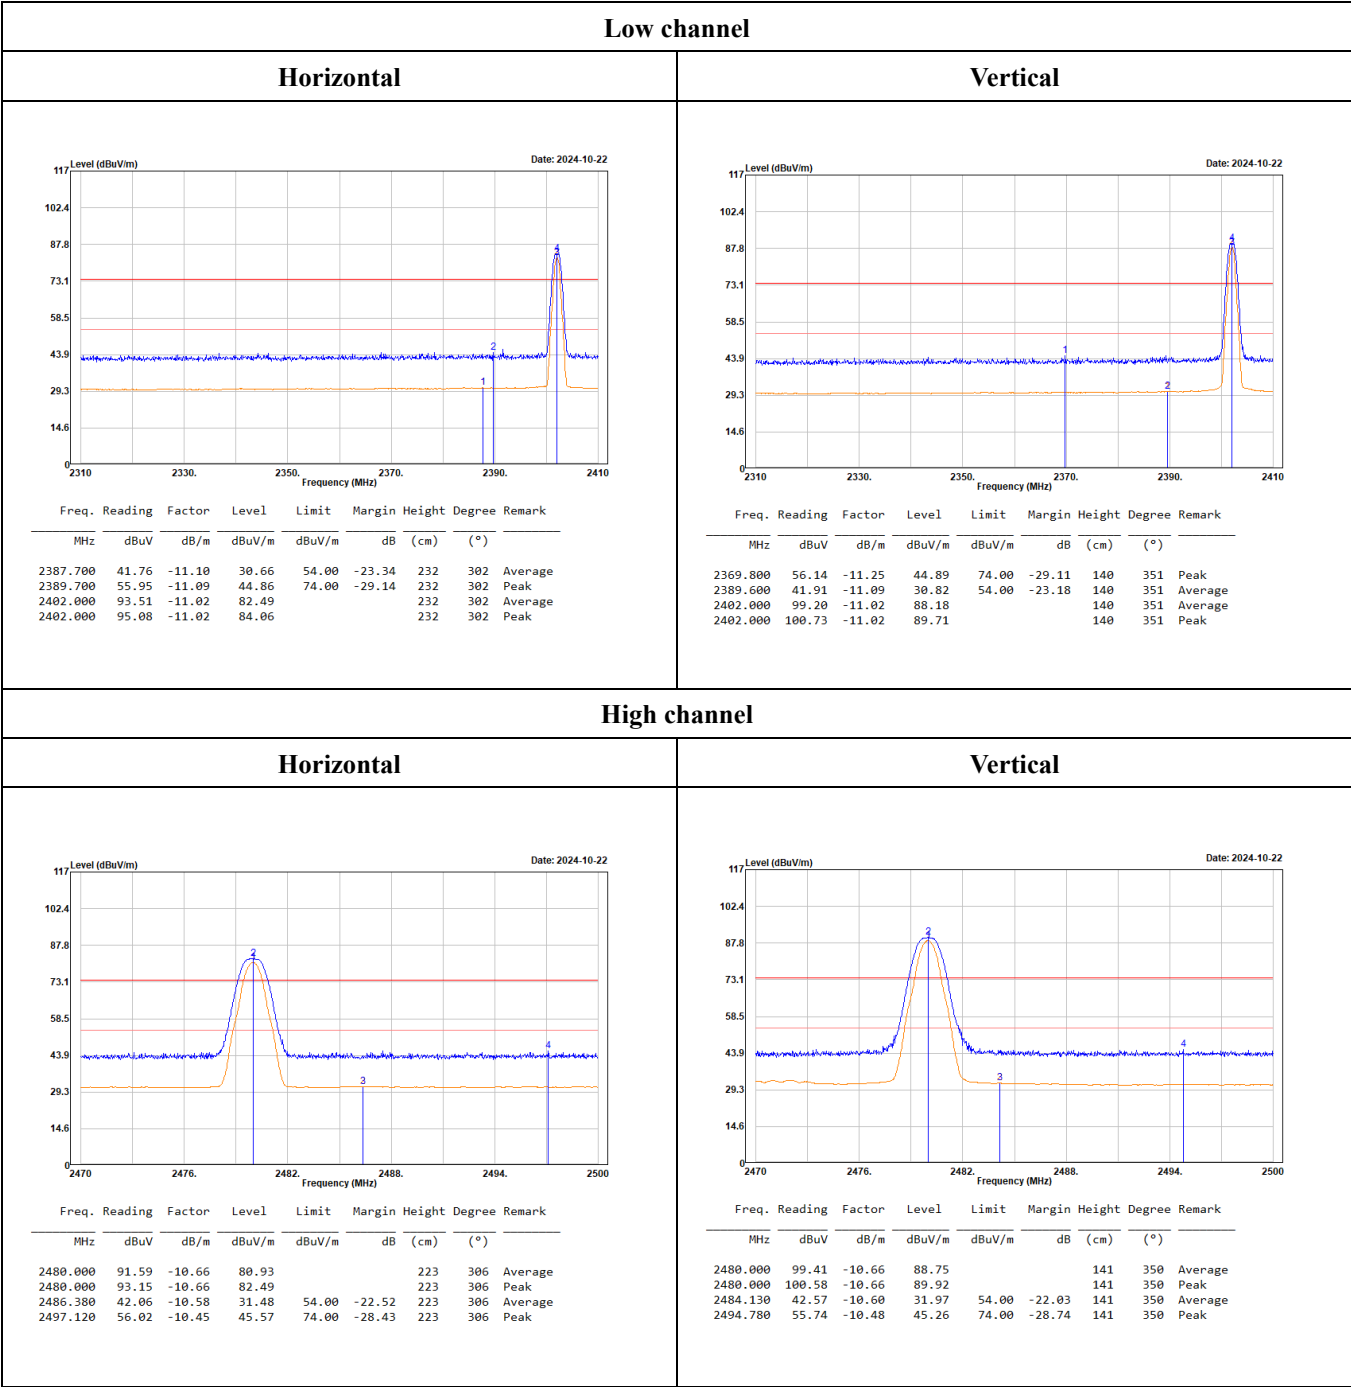 Low channel
Horizontal Vertical
Level (dBuV/m) Date: 2024-10-22
117
102.4
87.8
73.1
58.5
43.9
29.3
14.6
0
4
3
2
1
2310 2330. 2350. 2370. 2390. 2410
Frequency (MHz)
Freq. Reading Factor Level Limit Margin Height Degree Remark
MHz dBuV dB/m dBuV/m dBuV/m dB (cm) (°)
2387.700 41.76 -11.10 30.66 54.00 -23.34 232 302 Average
2389.700 55.95 -11.09 44.86 74.00 -29.14 232 302 Peak
2402.000 93.51 -11.02 82.49 232 302 Average
2402.000 95.08 -11.02 84.06 232 302 Peak
Level (dBuV/m) Date: 2024-10-22
117
102.4
87.8
73.1
58.5
43.9
29.3
14.6
0
4
1
2
2310 2330. 2350. 2370. 2390. 2410
Frequency (MHz)
Freq. Reading Factor Level Limit Margin Height Degree Remark
MHz dBuV dB/m dBuV/m dBuV/m dB (cm) (°)
2369.800 56.14 -11.25 44.89 74.00 -29.11 140 351 Peak
2389.600 41.91 -11.09 30.82 54.00 -23.18 140 351 Average
2402.000 99.20 -11.02 88.18 140 351 Average
2402.000 100.73 -11.02 89.71 140 351 Peak
High channel
Horizontal Vertical
Level (dBuV/m) Date: 2024-10-22
117
102.4
87.8
73.1
58.5
43.9
29.3
14.6
0
2
4
3
2470 2476. 2482. 2488. 2494. 2500
Frequency (MHz)
Freq. Reading Factor Level Limit Margin Height Degree Remark
MHz dBuV dB/m dBuV/m dBuV/m dB (cm) (°)
2480.000 91.59 -10.66 80.93 223 306 Average
2480.000 93.15 -10.66 82.49 223 306 Peak
2486.380 42.06 -10.58 31.48 54.00 -22.52 223 306 Average
2497.120 56.02 -10.45 45.57 74.00 -28.43 223 306 Peak
Level (dBuV/m) Date: 2024-10-22
117
102.4
87.8
73.1
58.5
43.9
29.3
14.6
0
2
4
3
2470 2476. 2482. 2488. 2494. 2500
Frequency (MHz)
Freq. Reading Factor Level Limit Margin Height Degree Remark
MHz dBuV dB/m dBuV/m dBuV/m dB (cm) (°)
2480.000 99.41 -10.66 88.75 141 350 Average
2480.000 100.58 -10.66 89.92 141 350 Peak
2484.130 42.57 -10.60 31.97 54.00 -22.03 141 350 Average
2494.780 55.74 -10.48 45.26 74.00 -28.74 141 350 Peak